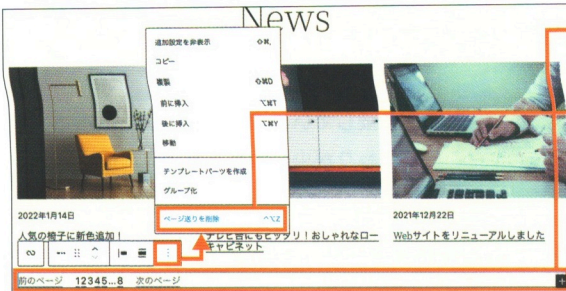 News
追加設定を非表示 ⇧⌘,
コピー
複製 ⇧⌘D
前に挿入 ⌥⌘T
後に挿入 ⌥⌘Y
移動
テンプレートパーツを作成
グループ化
ページ送りを削除 ^⌥Z
2022年1月14日
人気の椅子に新色追加！
テレビ台にもピッタリ！おしゃれなロー
キャビネット
2021年12月22日
Webサイトをリニューアルしました
前のページ 12345…8 次のページ